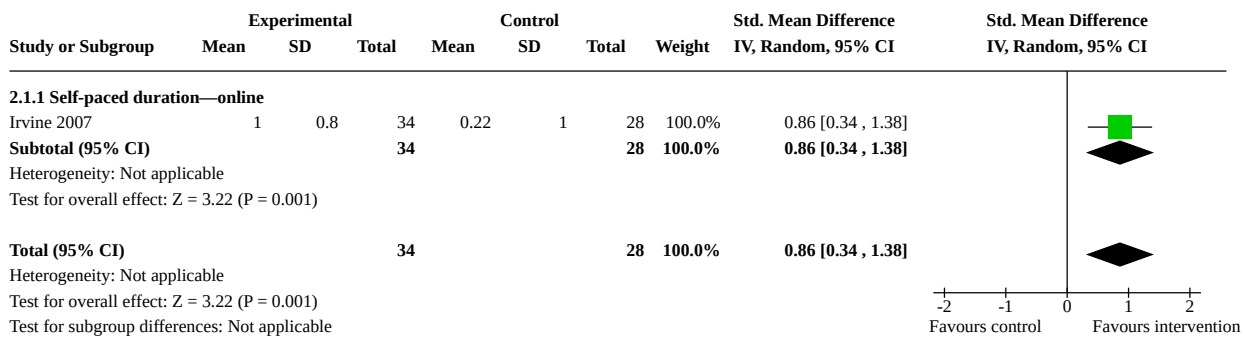 Experimental Control Std. Mean Difference Std. Mean Difference
Study or Subgroup Mean SD Total Mean SD Total Weight IV, Random, 95% CI IV, Random, 95% CI
2.1.1 Self-paced duration—online
Irvine 2007 1 0.8 34 0.22 1 28 100.0% 0.86 [0.34 , 1.38]
Subtotal (95% CI) 34 28 100.0% 0.86 [0.34 , 1.38]
Heterogeneity: Not applicable
Test for overall effect: Z = 3.22 (P = 0.001)
Total (95% CI) 34 28 100.0% 0.86 [0.34 , 1.38]
Heterogeneity: Not applicable
Test for overall effect: Z = 3.22 (P = 0.001)
-2 -1 0 1 2
Test for subgroup differences: Not applicable Favours control Favours intervention